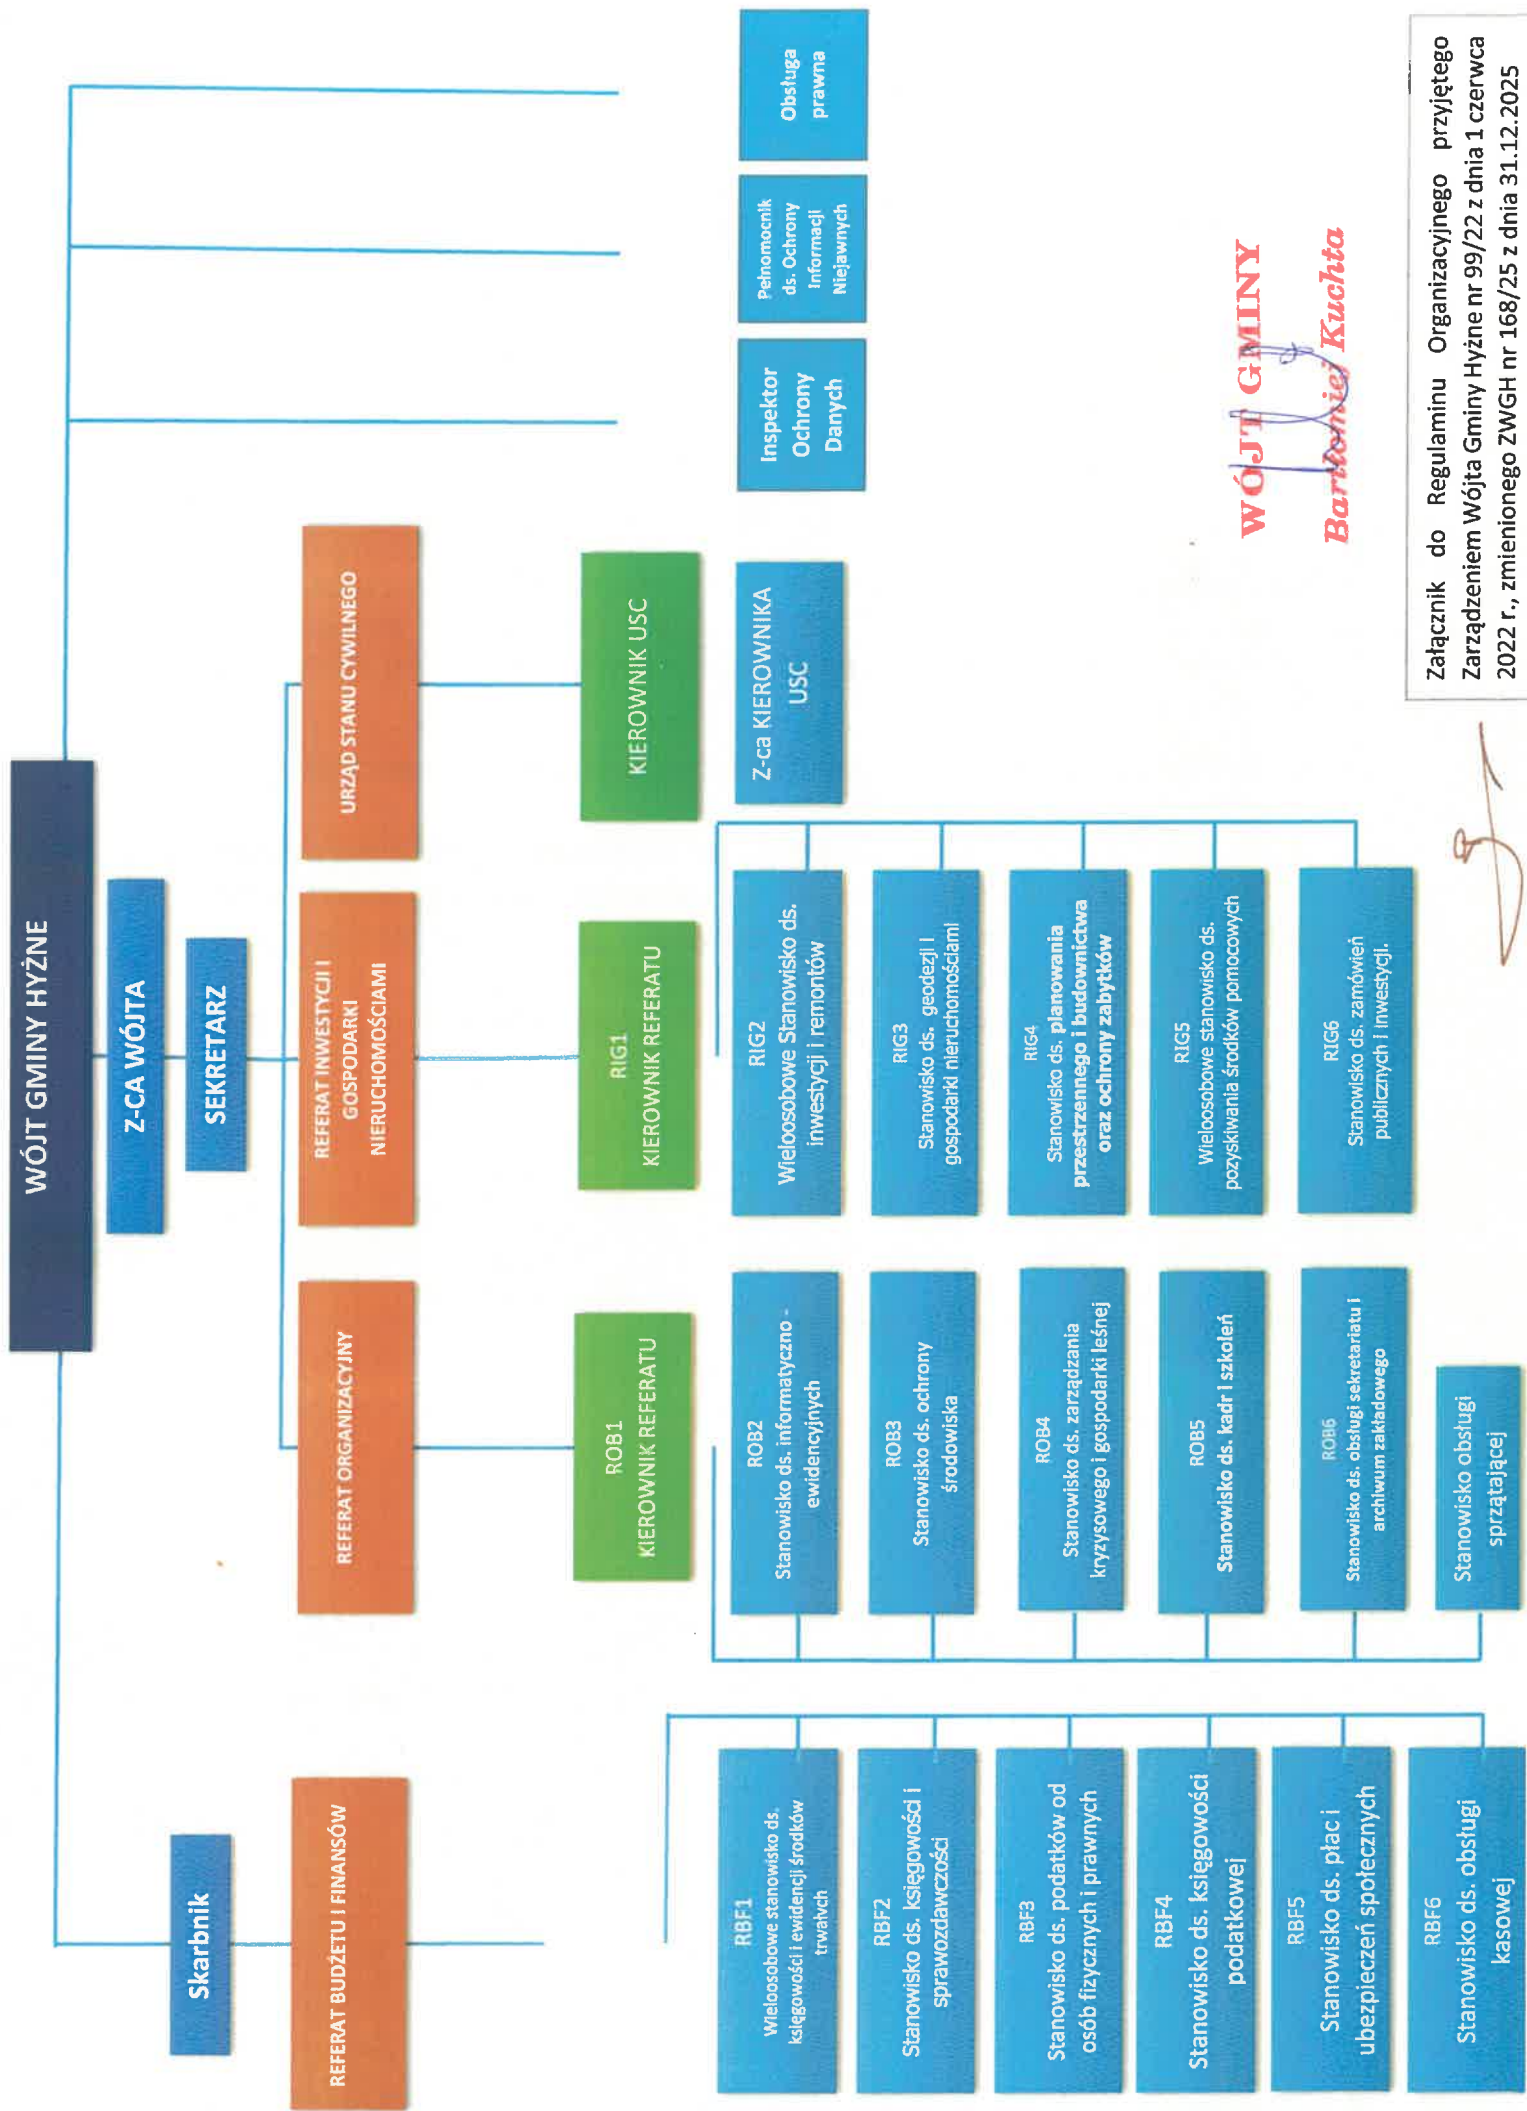 WÓJT GMINY HYŻNE
Z-CA WÓJTA
SEKRETARZ
Skarbnik
REFERAT BUDŻETU I FINANSÓW
REFERAT ORGANIZACYJNY
REFERAT INWESTYCJI I
GOSPODARKI
NIERUCHOMOŚCIAMI
URZĄD STANU CYWILNEGO
ROB1
KIEROWNIK REFERATU
RIG1
KIEROWNIK REFERATU
KIEROWNIK USC
RBF1
Wieloosobowe stanowisko ds.
księgowości i ewidencji środków
trwałych
RBF2
Stanowisko ds. księgowości i
sprawozdawczości
RBF3
Stanowisko ds. podatków od
osób fizycznych i prawnych
RBF4
Stanowisko ds. księgowości
podatkowej
RBF5
Stanowisko ds. płac i
ubezpieczeń społecznych
RBF6
Stanowisko ds. obsługi
kasowej
ROB2
Stanowisko ds. informatyczno -
ewidencyjnych
ROB3
Stanowisko ds. ochrony
środowiska
ROB4
Stanowisko ds. zarządzania
kryzysowego i gospodarki leśnej
ROB5
Stanowisko ds. kadr i szkoleń
ROB6
Stanowisko ds. obsługi sekretariatu i
archiwum zakładowego
Stanowisko obsługi
sprzątającej
RIG2
Wieloosobowe Stanowisko ds.
inwestycji i remontów
RIG3
Stanowisko ds. geodezji i
gospodarki nieruchomościami
RIG4
Stanowisko ds. planowania
przestrzennego i budownictwa
oraz ochrony zabytków
RIG5
Wieloosobowe stanowisko ds.
pozyskiwania środków pomocowych
RIG6
Stanowisko ds. zamówień
publicznych i inwestycji.
Z-ca KIEROWNIKA
USC
Inspektor
Ochrony
Danych
Pełnomocnik
ds. Ochrony
Informacji
Niejawnych
Obsługa
prawna
WÓJT GMINY
Bartłomiej Kuchta
Załącznik do Regulaminu Organizacyjnego przyjętego
Zarządzeniem Wójta Gminy Hyżne nr 99/22 z dnia 1 czerwca
2022 r., zmienionego ZWGH nr 168/25 z dnia 31.12.2025